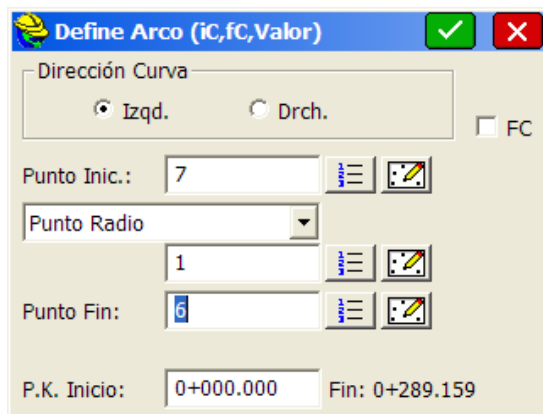 Define Arco (iC,fC,Valor)
Dirección Curva
Izqd. Drch.
FC
Punto Inic.: 7
Punto Radio
1
Punto Fin: 6
P.K. Inicio: 0+000.000 Fin: 0+289.159